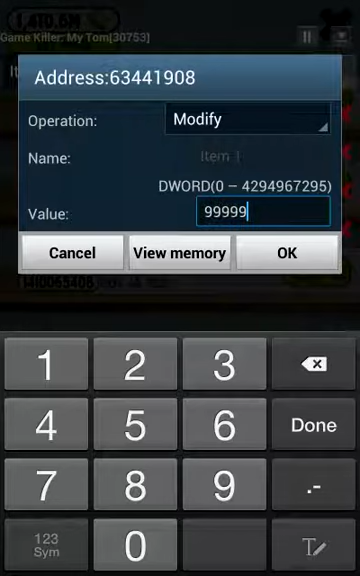 Game Killer: My Tom[30753]
Address:63441908
Operation: Modify
Name: Item 1
DWORD(0 – 4294967295)
Value: 99999
Cancel View memory OK
1 2 3
4 5 6 Done
7 8 9 .-
123
Sym 0 T